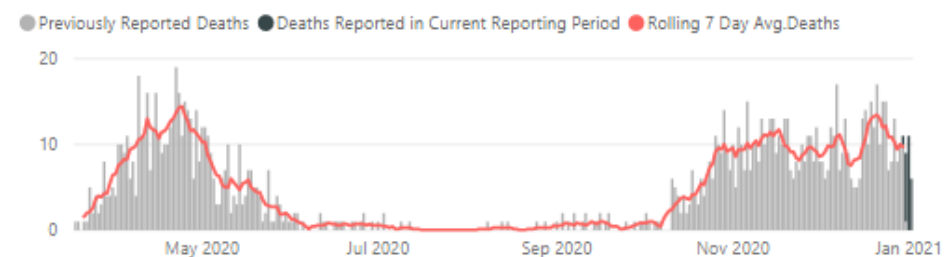 Previously Reported Deaths Deaths Reported in Current Reporting Period Rolling 7 Day Avg.Deaths
20
10
0
May 2020 Jul 2020 Sep 2020 Nov 2020 Jan 2021